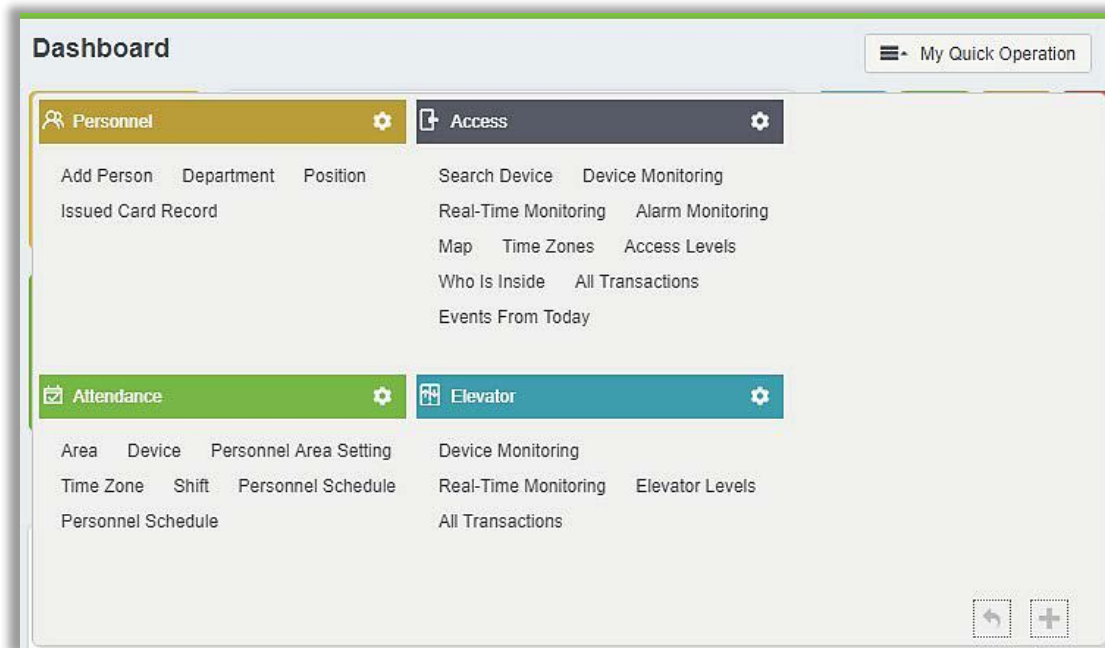 Dashboard
My Quick Operation
Personnel
Add Person Department Position
Issued Card Record
Access
Search Device Device Monitoring
Real-Time Monitoring Alarm Monitoring
Map Time Zones Access Levels
Who Is Inside All Transactions
Events From Today
Attendance
Area Device Personnel Area Setting
Time Zone Shift Personnel Schedule
Personnel Schedule
Elevator
Device Monitoring
Real-Time Monitoring Elevator Levels
All Transactions